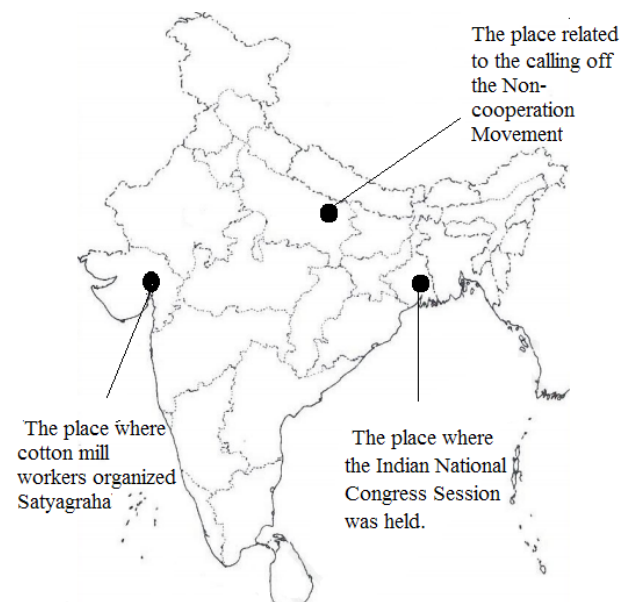 The place related
to the calling off
the Non-
cooperation
Movement
The place where
cotton mill
workers organized
Satyagraha
The place where
the Indian National
Congress Session
was held.